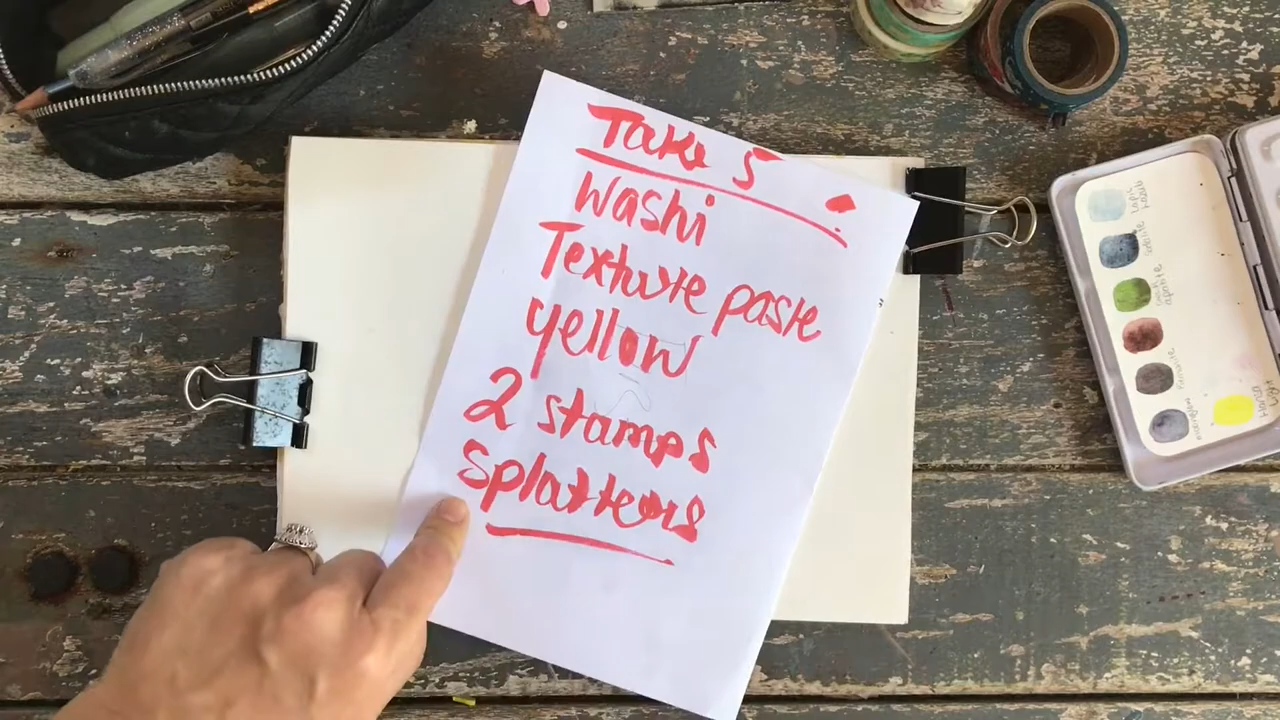 Take 5
Washi
Texture paste
yellow
2 stamps
Splatters